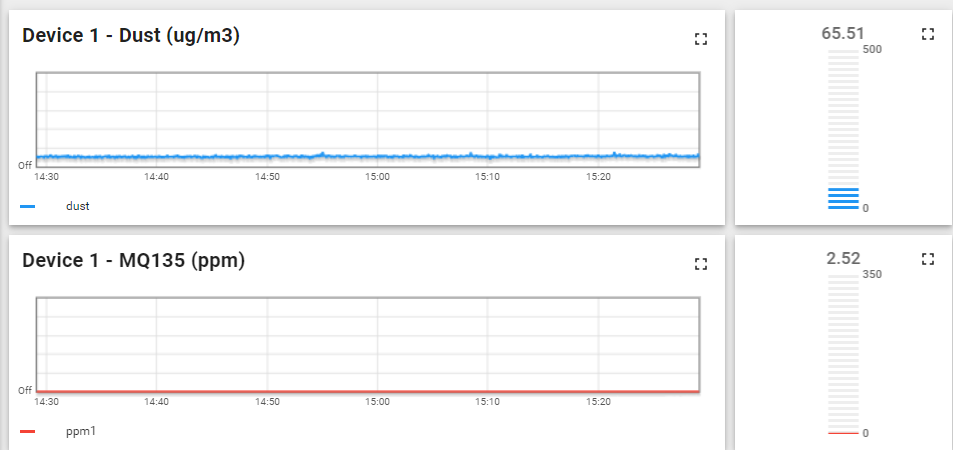 Device 1 - Dust (ug/m3)
65.51
500
Off
14:30 14:40 14:50 15:00 15:10 15:20
dust
0
Device 1 - MQ135 (ppm)
2.52
350
Off
14:30 14:40 14:50 15:00 15:10 15:20
ppm1
0